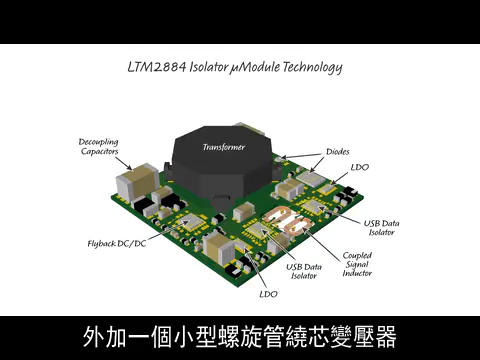 LTM2884 Isolator µModule Technology
Decoupling
Capacitors
Transformer
Diodes
LDO
USB Data
Isolator
Flyback DC/DC
Coupled
Signal
Inductor
USB Data
Isolator
LDO
外加一個小型螺旋管繞芯變壓器